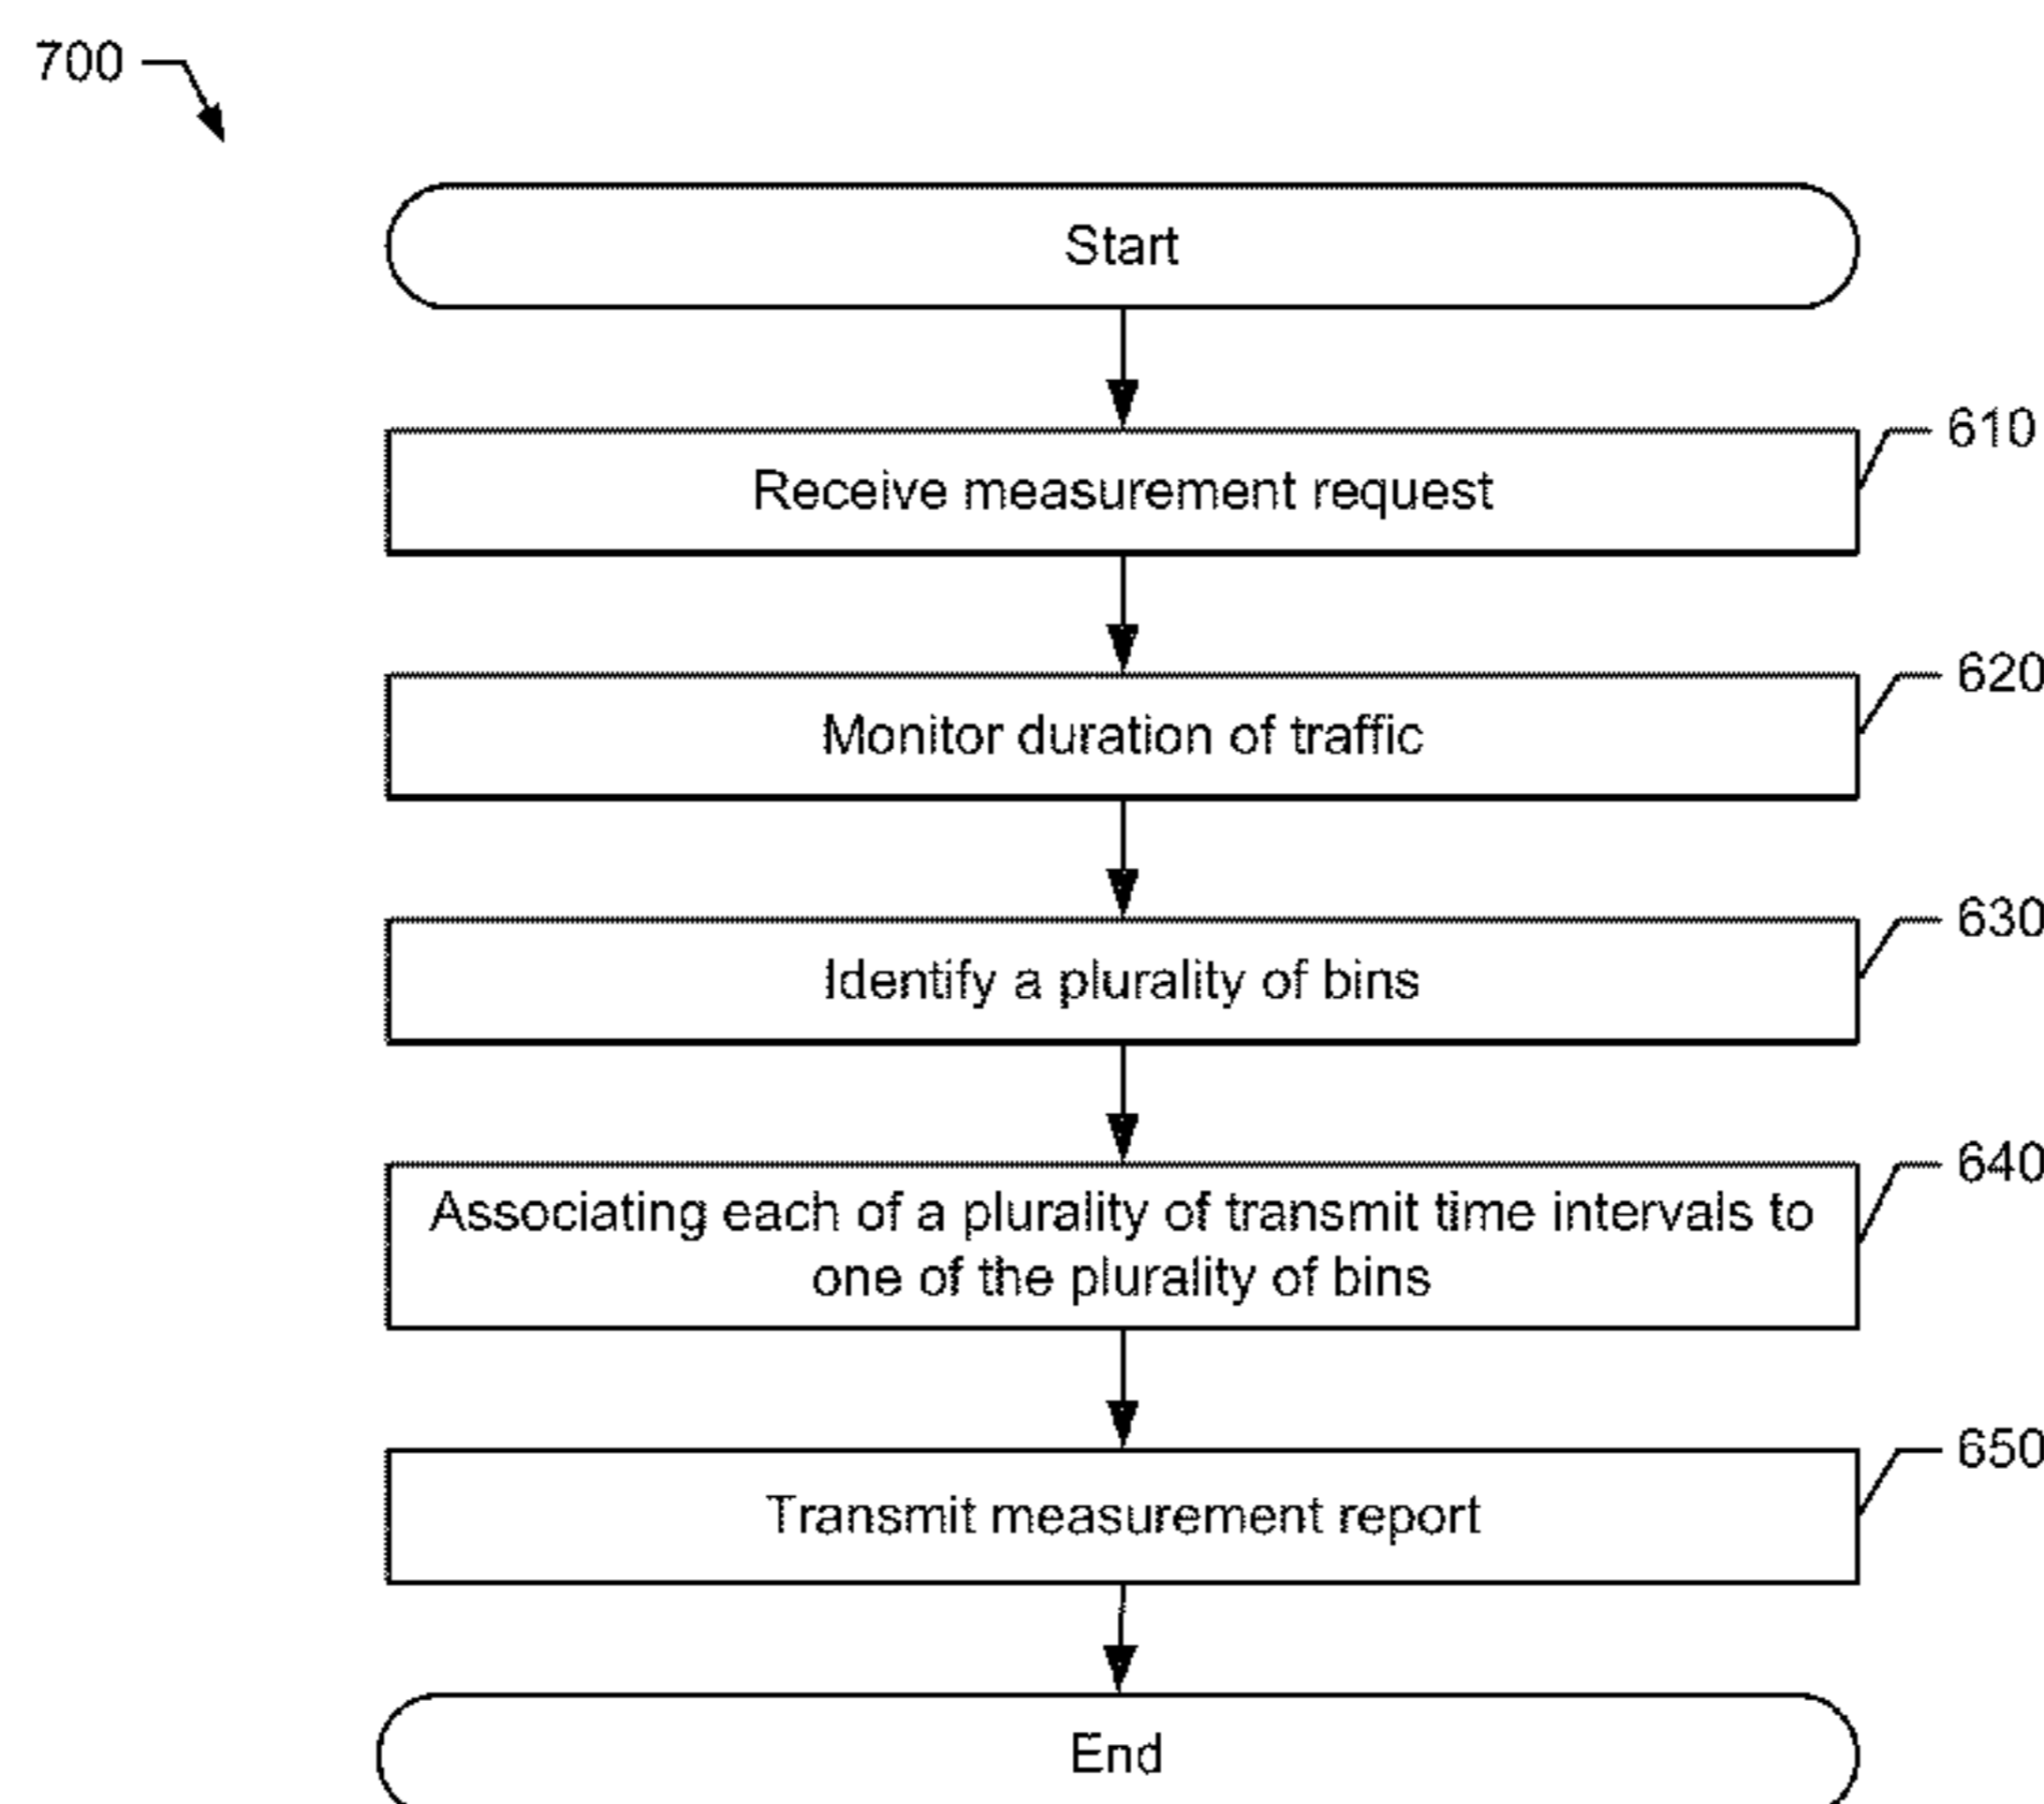 700
Start
610
Receive measurement request
620
Monitor duration of traffic
630
Identify a plurality of bins
640
Associating each of a plurality of transmit time intervals to
one of the plurality of bins
650
Transmit measurement report
End